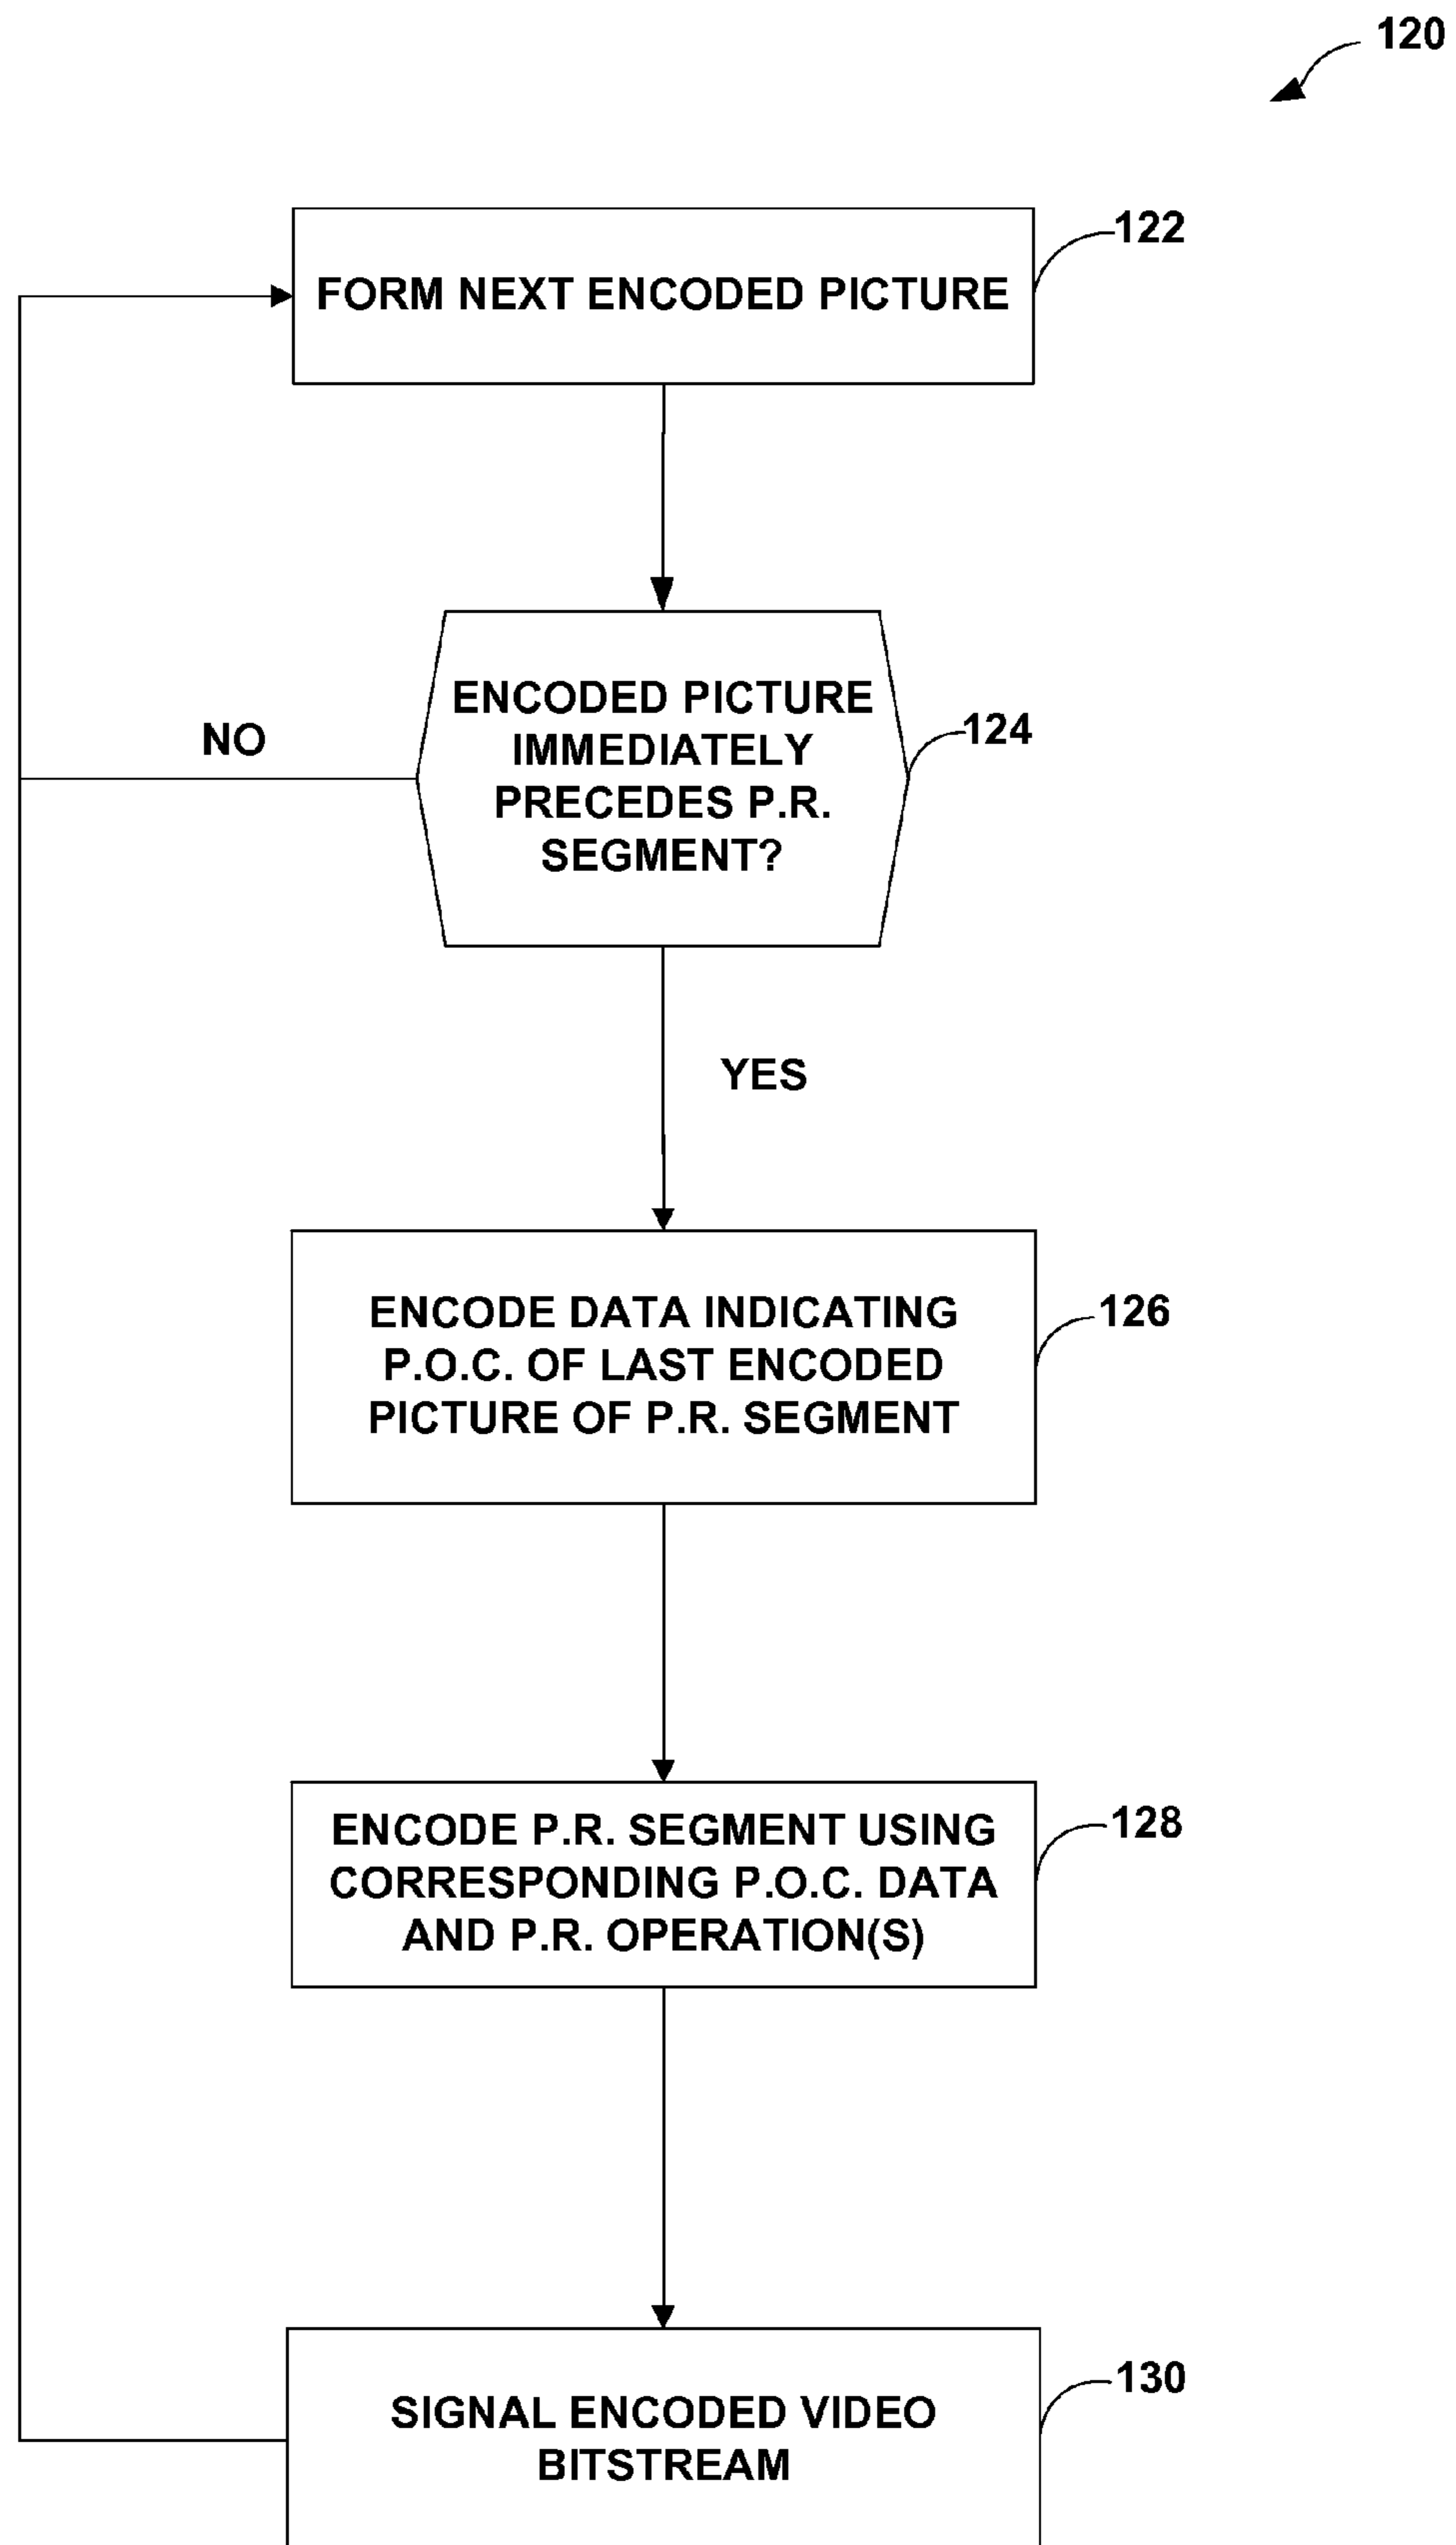 120
122
FORM NEXT ENCODED PICTURE
ENCODED PICTURE
IMMEDIATELY
PRECEDES P.R.
SEGMENT?
124
NO
YES
ENCODE DATA INDICATING
P.O.C. OF LAST ENCODED
PICTURE OF P.R. SEGMENT
126
ENCODE P.R. SEGMENT USING
CORRESPONDING P.O.C. DATA
AND P.R. OPERATION(S)
128
SIGNAL ENCODED VIDEO
BITSTREAM
130